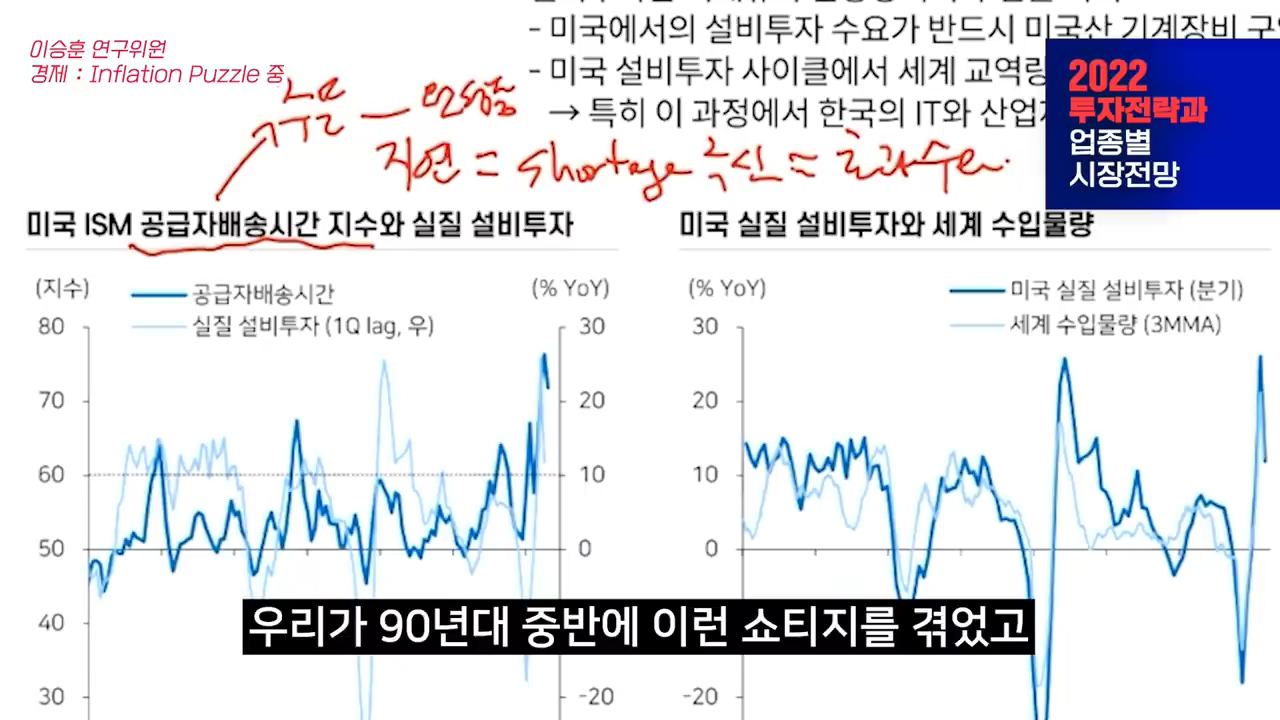 이승훈 연구위원
경제 : Inflation Puzzle 중
- 미국에서의 설비투자 수요가 반드시 미국산 기계장비
- 미국 설비투자 사이클에서 세계 교역량
→ 특히 이 과정에서 한국의 IT와
2022
투자전략과
업종별
시장전망
지연 = Shortage = 초과수요
미국 ISM 공급자배송시간 지수와 실질 설비투자
(지수)
공급자배송시간
실질 설비투자 (1Q lag, 우)
(% YoY)
80
70
60
50
40
30
30
20
10
0
-20
미국 실질 설비투자와 세계 수입물량
(% YoY)
미국 실질 설비투자 (분기)
세계 수입물량 (3MMA)
30
20
10
0
-20
우리가 90년대 중반에 이런 쇼티지를 겪었고